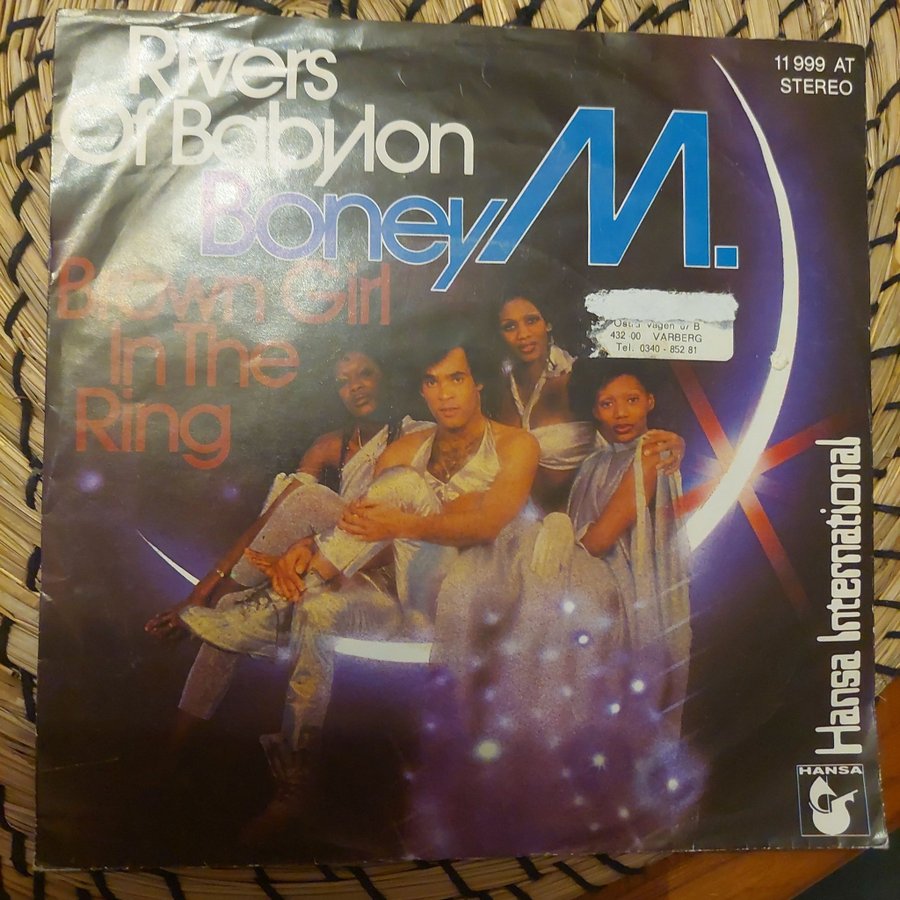 Rivers
Of Babylon
Boney M.
Brown Girl
In The
Ring
11 999 AT
STEREO
432 00 VARBERG
Tel. 0340 - 852 81
Hansa International
HANSA